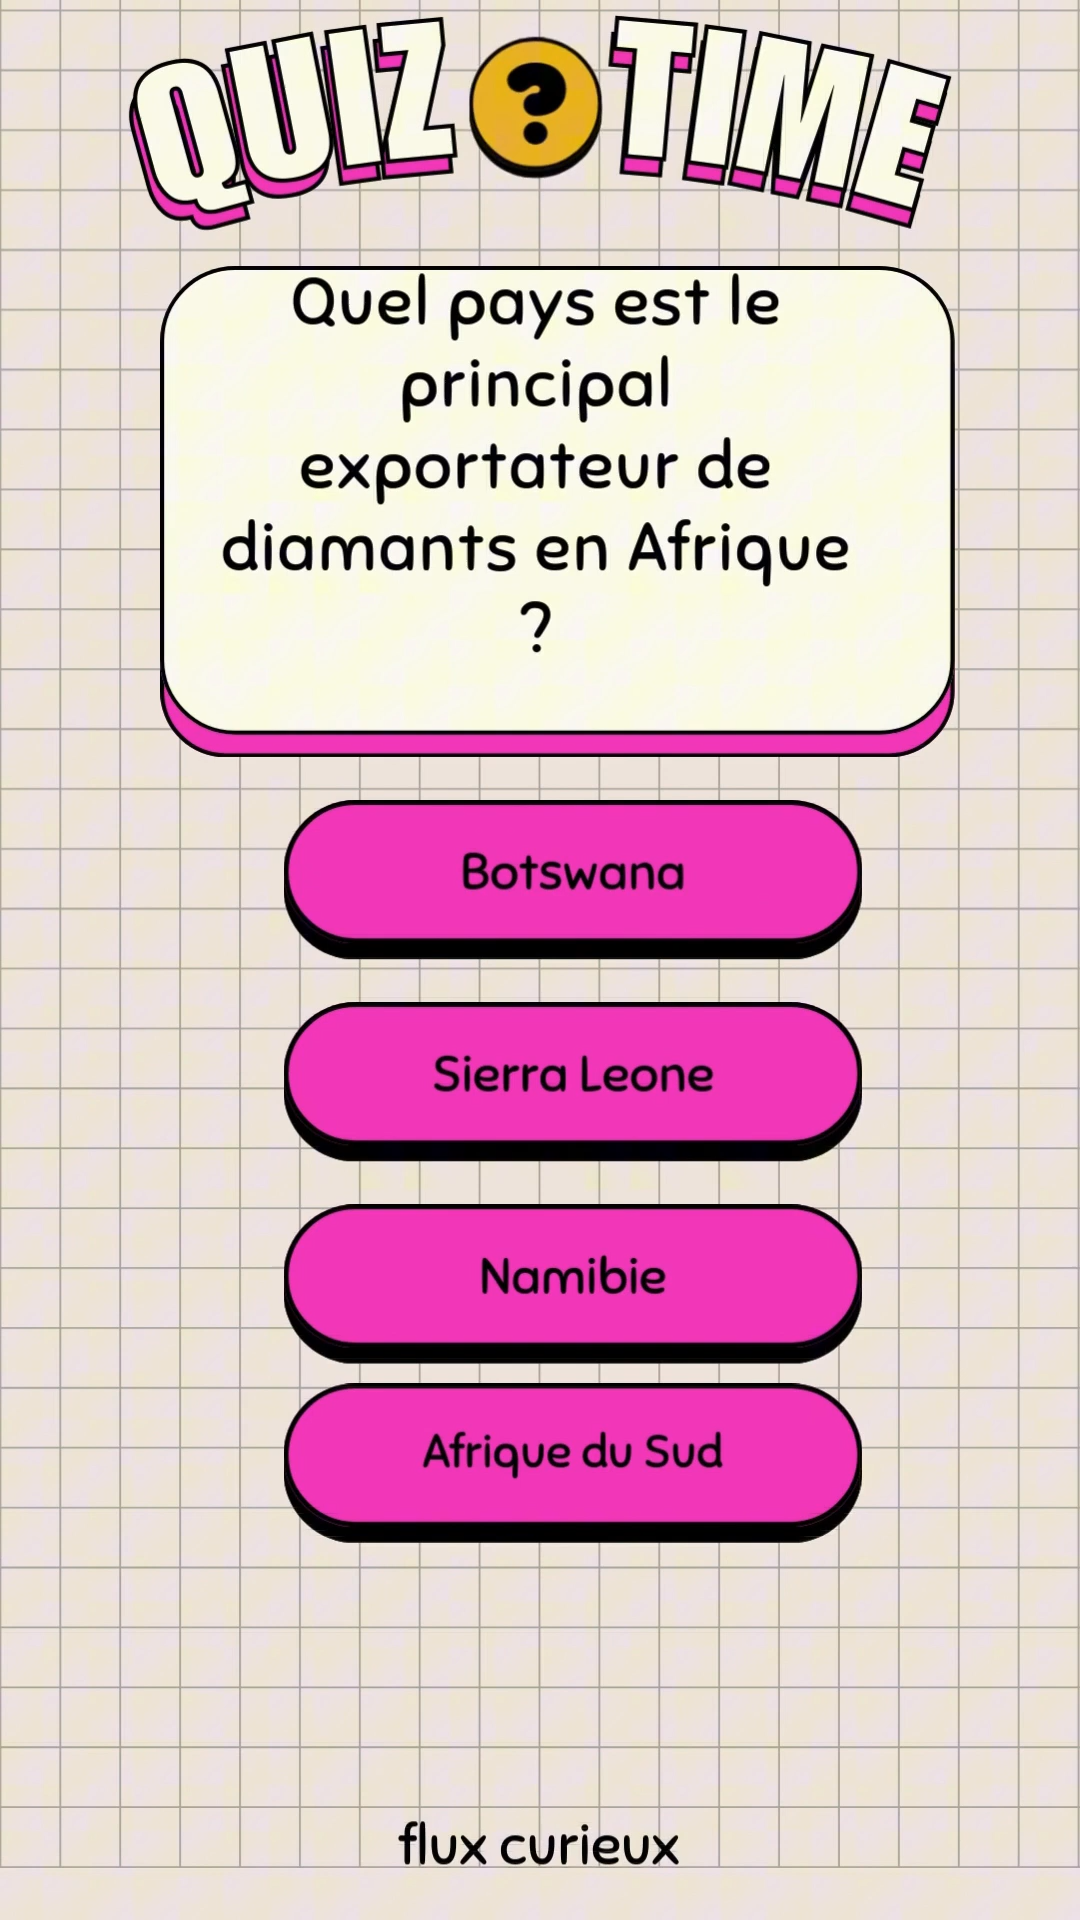 QUIZ ? TIME
Quel pays est le
principal
exportateur de
diamants en Afrique
?
Botswana
Sierra Leone
Namibie
Afrique du Sud
flux curieux